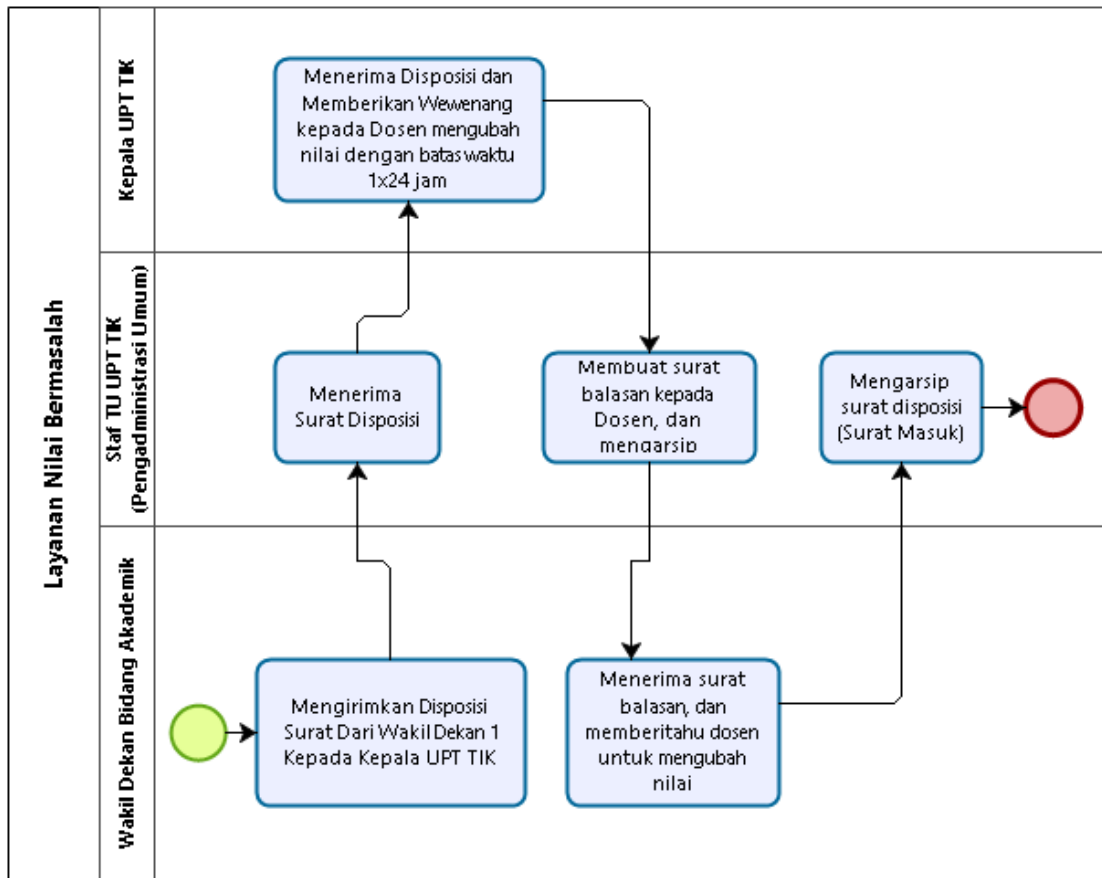 Layanan Nilai Bermasalah
Kepala UPT TIK
Menerima Disposisi dan
Memberikan Wewenang
kepada Dosen mengubah
nilai dengan batas waktu
1x24 jam
Staf TU UPT TIK
(Pengadministrasi Umum)
Menerima
Surat Disposisi
Membuat surat
balasan kepada
Dosen, dan
mengarsip
Mengarsip
surat disposisi
(Surat Masuk)
Wakil Dekan Bidang Akademik
Mengirimkan Disposisi
Surat Dari Wakil Dekan 1
Kepada Kepala UPT TIK
Menerima surat
balasan, dan
memberitahu dosen
untuk mengubah
nilai